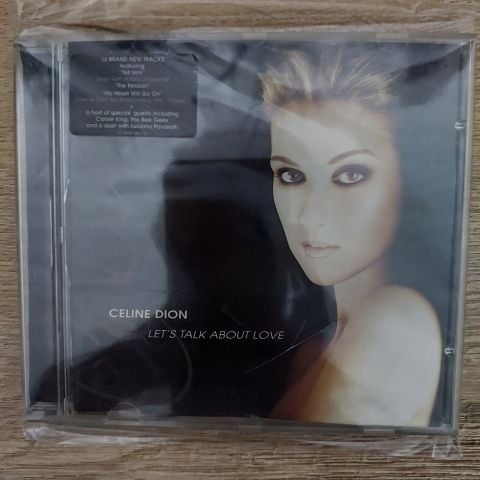 16 BRAND NEW TRACKS
featuring
"Tell Him"
"The Reason"
"My Heart Will Go On"
+
a host of special guests including
Carole King, The Bee Gees
and a duet with Luciano Pavarotti
CELINE DION
LET'S TALK ABOUT LOVE